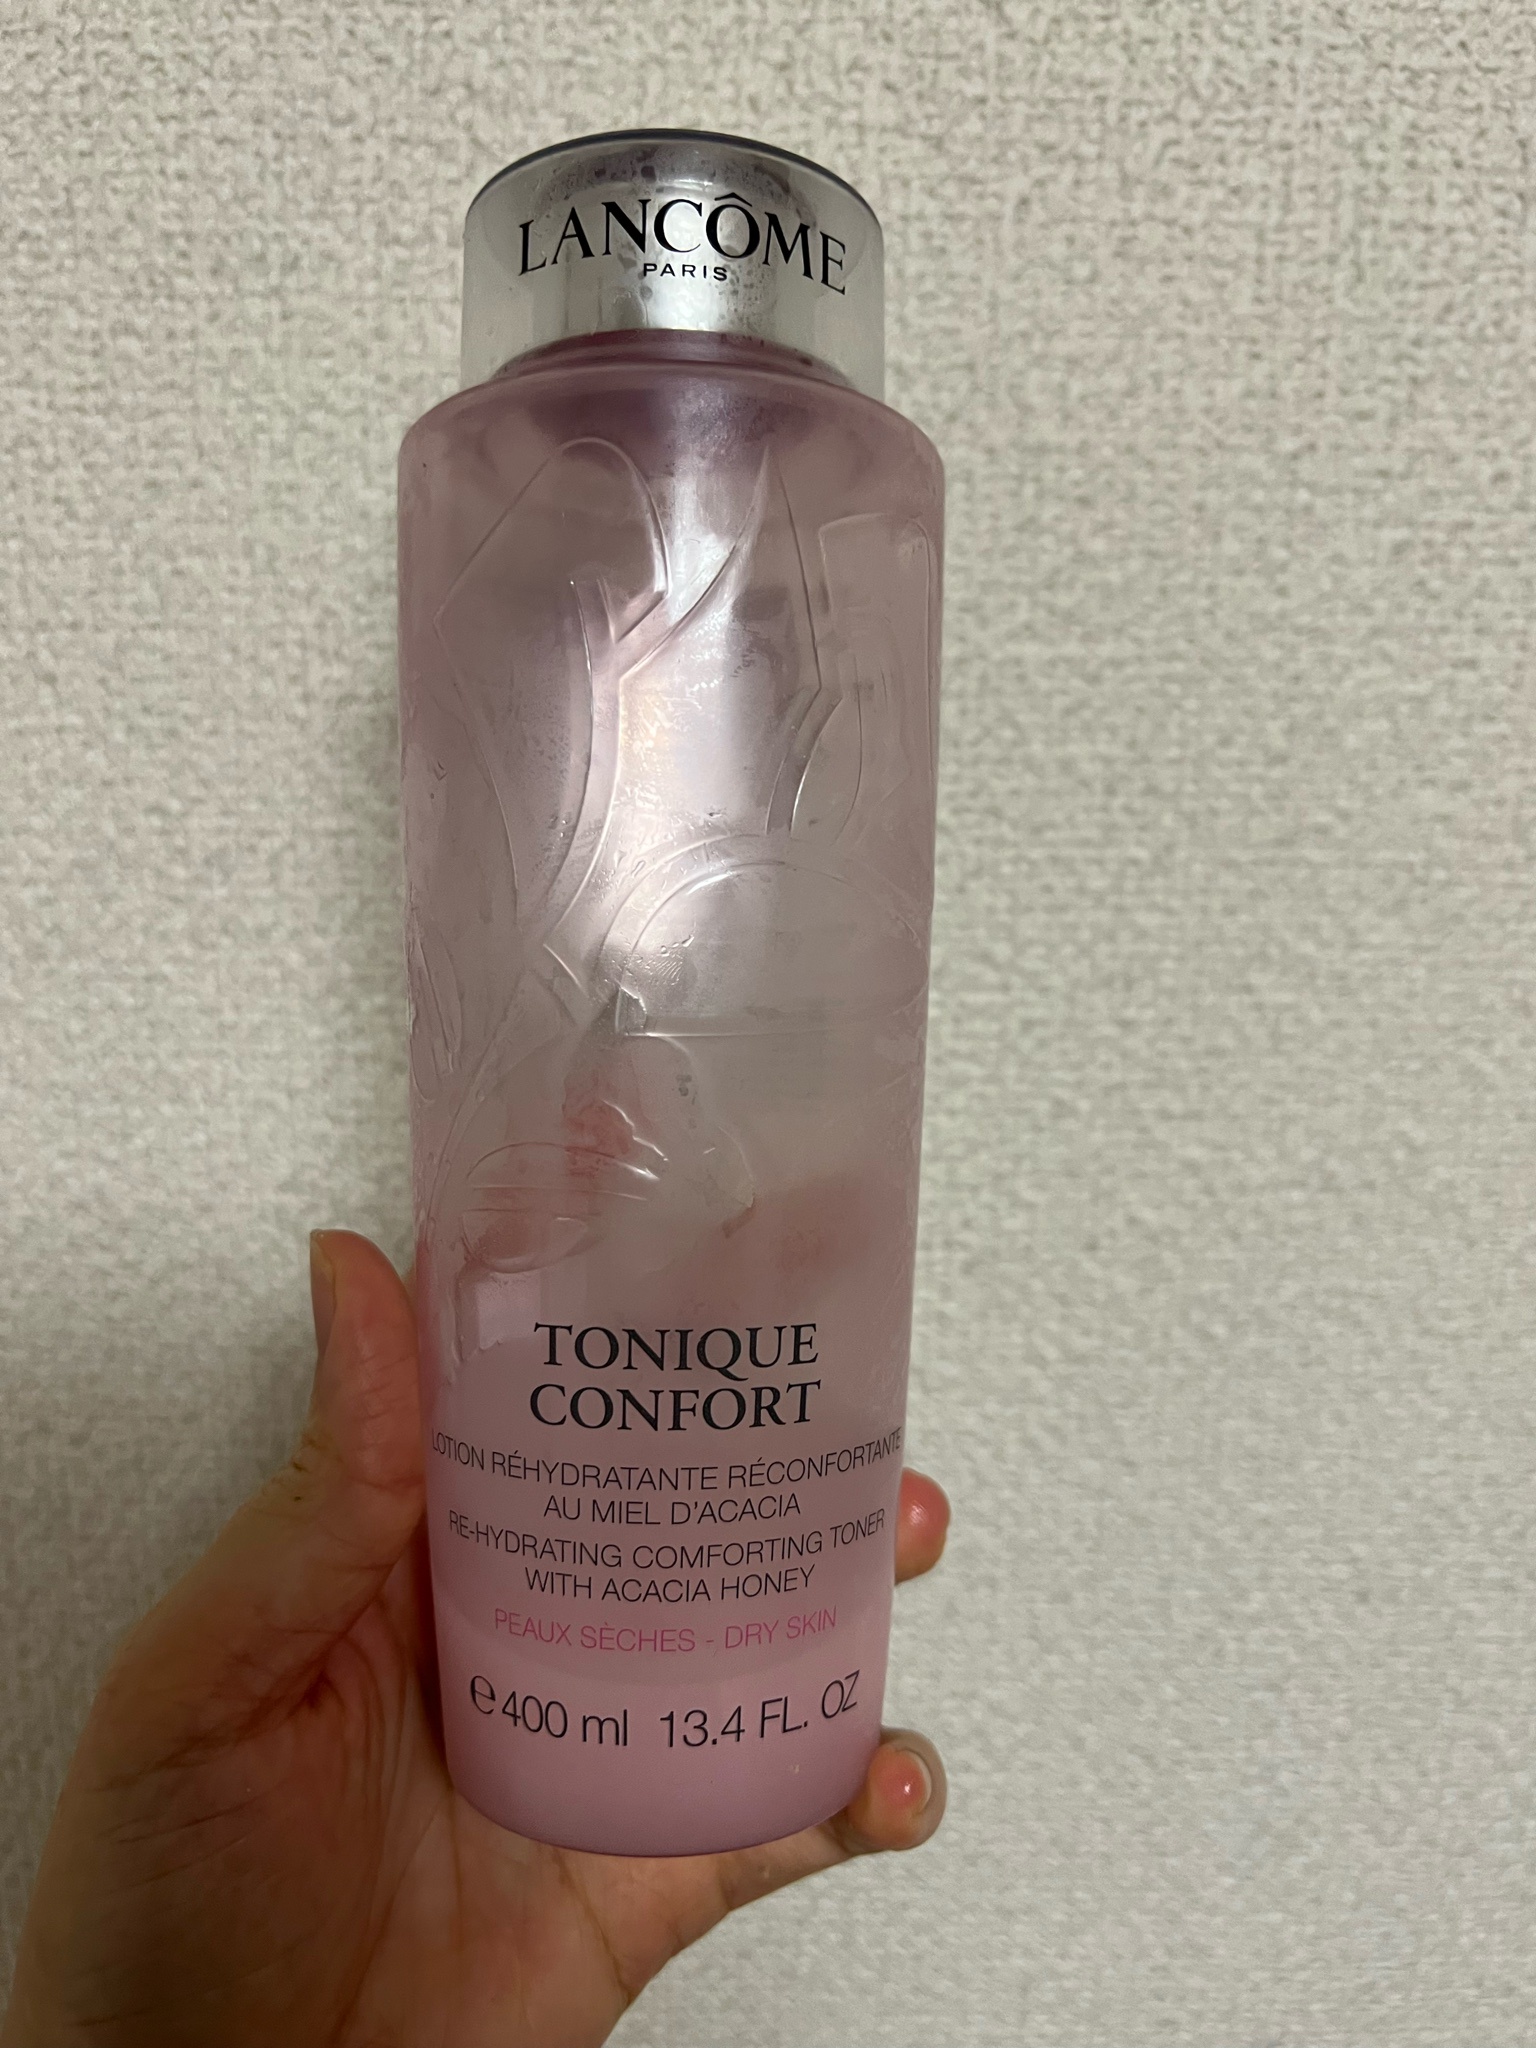 LANCÔME
PARIS
TONIQUE
CONFORT
LOTION RÉHYDRATANTE RÉCONFORTANTE
AU MIEL D'ACACIA
RE-HYDRATING COMFORTING TONER
WITH ACACIA HONEY
PEAUX SÈCHES - DRY SKIN
e 400 ml 13.4 FL. OZ